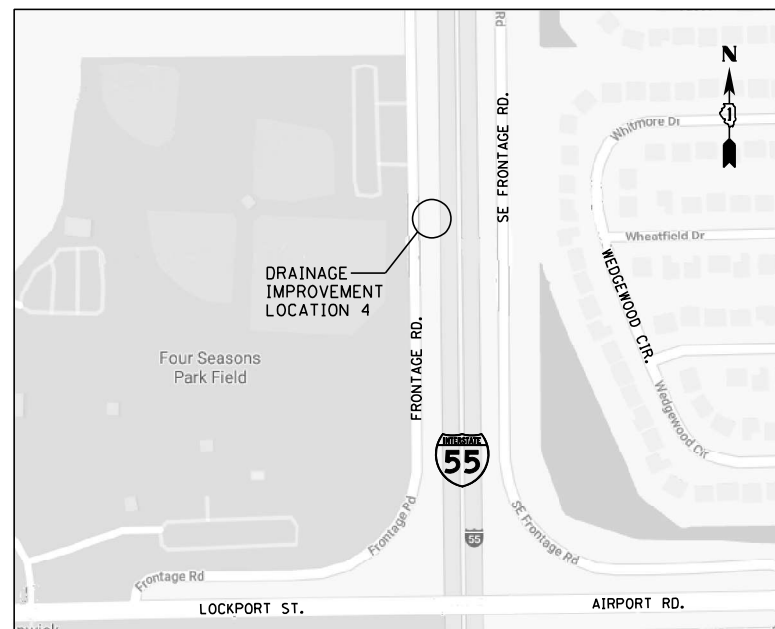 Rd
N
1
Whitmore Dr
SE FRONTAGE RD.
Wheatfield Dr
DRAINAGE
IMPROVEMENT
LOCATION 4
WEDGEWOOD CIR.
FRONTAGE RD.
Four Seasons
Park Field
Wedgewood Cir
INTERSTATE
55
Frontage Rd
SE Frontage Rd
55
Frontage Rd
LOCKPORT ST.
AIRPORT RD.